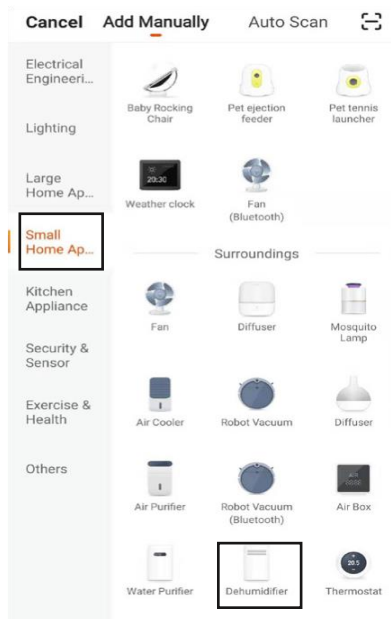 Cancel Add Manually Auto Scan
Electrical
Engineeri...
Lighting
Large
Home Ap...
Small
Home Ap...
Kitchen
Appliance
Security &
Sensor
Exercise &
Health
Others
Baby Rocking
Chair
Pet ejection
feeder
Pet tennis
launcher
20:30
Weather clock
Fan
(Bluetooth)
Surroundings
Fan
Diffuser
Mosquito
Lamp
Air Cooler
Robot Vacuum
Diffuser
Air Purifier
Robot Vacuum
(Bluetooth)
Air Box
Water Purifier
Dehumidifier
20.5
Thermostat